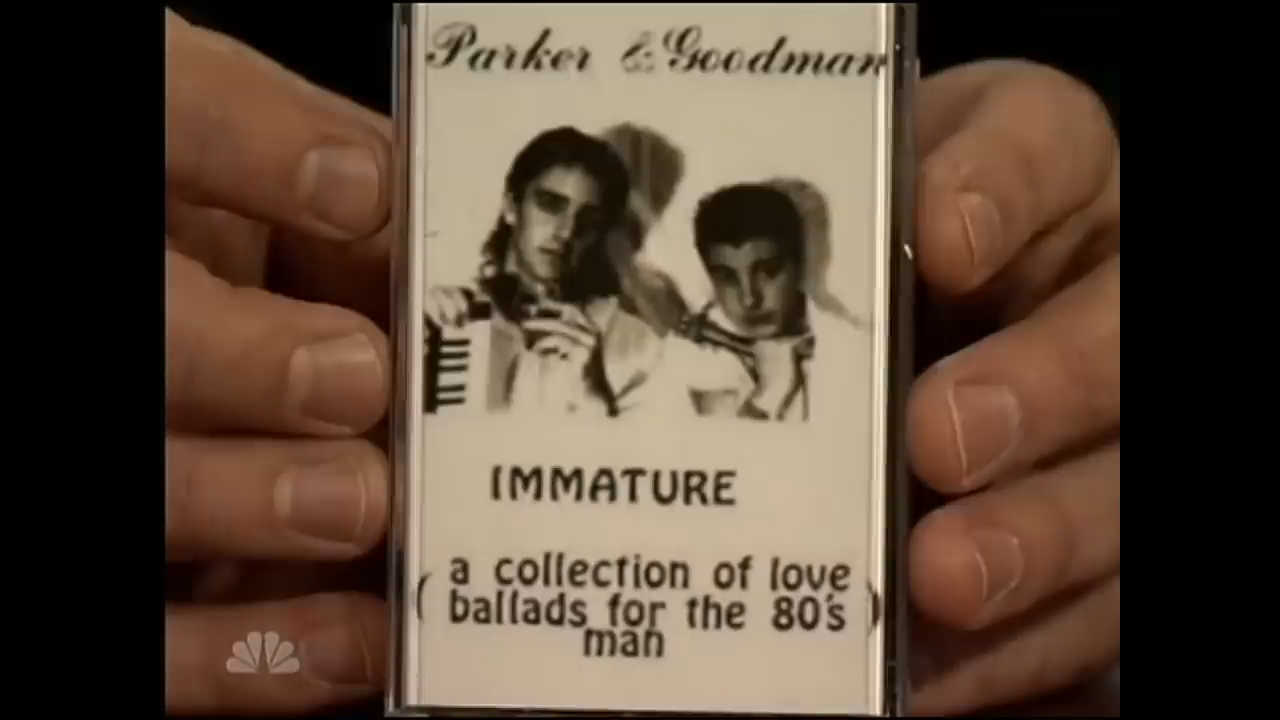 Parker & Goodman
IMMATURE
( a collection of love
ballads for the 80's )
man